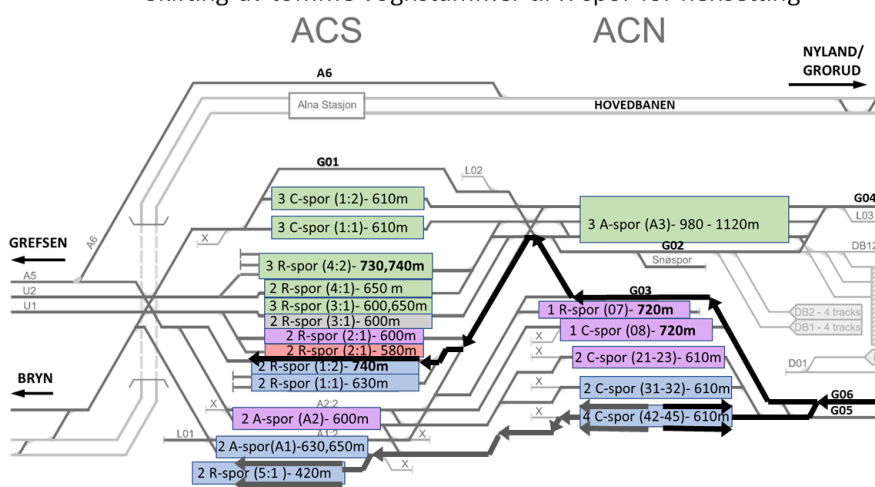 ACS
ACN
NYLAND/
GRORUD
A6
Alna Stasjon
HOVEDBANEN
G01
L02
3 C-spor (1:2)- 610m
G04
3 C-spor (1:1)- 610m
3 A-spor (A3) - 980 - 1120m
L03
A6
X
GREFSEN
G02
DB12
3 R-spor (4:2)- 730,740m
Snøspor
A5
2 R-spor (4:1)- 650 m
U2
G03
U1
3 R-spor (3:1)- 600,650m
1 R-spor (07)- 720m
DB2 - 4 tracks
2 R-spor (3:1)- 600m
1 C-spor (08)- 720m
DB1 - 4 tracks
2 R-spor (2:1)- 600m
X
2 R-spor (2:1)- 580m
X
2 C-spor (21-23)- 610m
2 R-spor (1:2)- 740m
D01
BRYN
2 R-spor (1:1)- 630m
X
2 C-spor (31-32)- 610m
G06
X
A2:2
G05
2 A-spor (A2)- 600m
X
4 C-spor (42-45)- 610m
L01
A1:2
X
2 A-spor(A1)-630,650m
X
2 R-spor (5:1 )- 420m